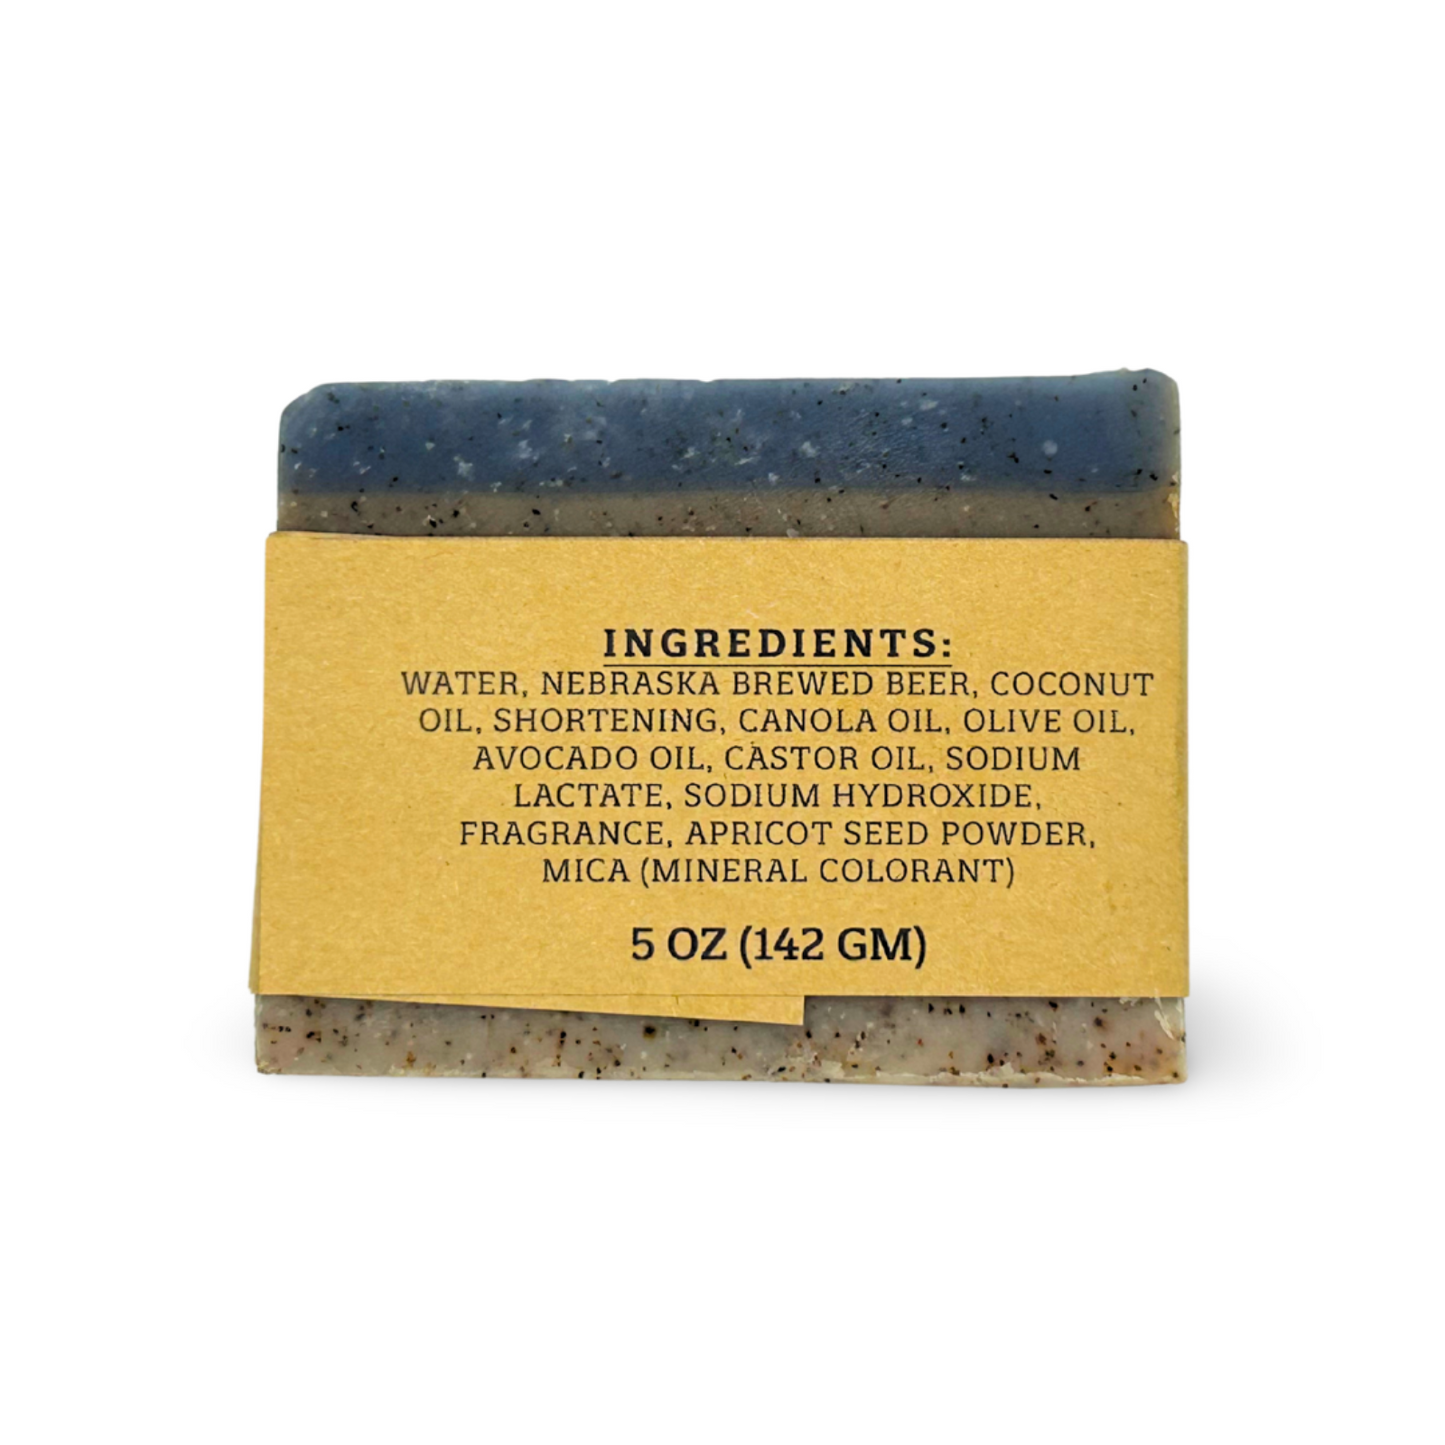 INGREDIENTS:
WATER, NEBRASKA BREWED BEER, COCONUT
OIL, SHORTENING, CANOLA OIL, OLIVE OIL,
AVOCADO OIL, CASTOR OIL, SODIUM
LACTATE, SODIUM HYDROXIDE,
FRAGRANCE, APRICOT SEED POWDER,
MICA (MINERAL COLORANT)
5 OZ (142 GM)